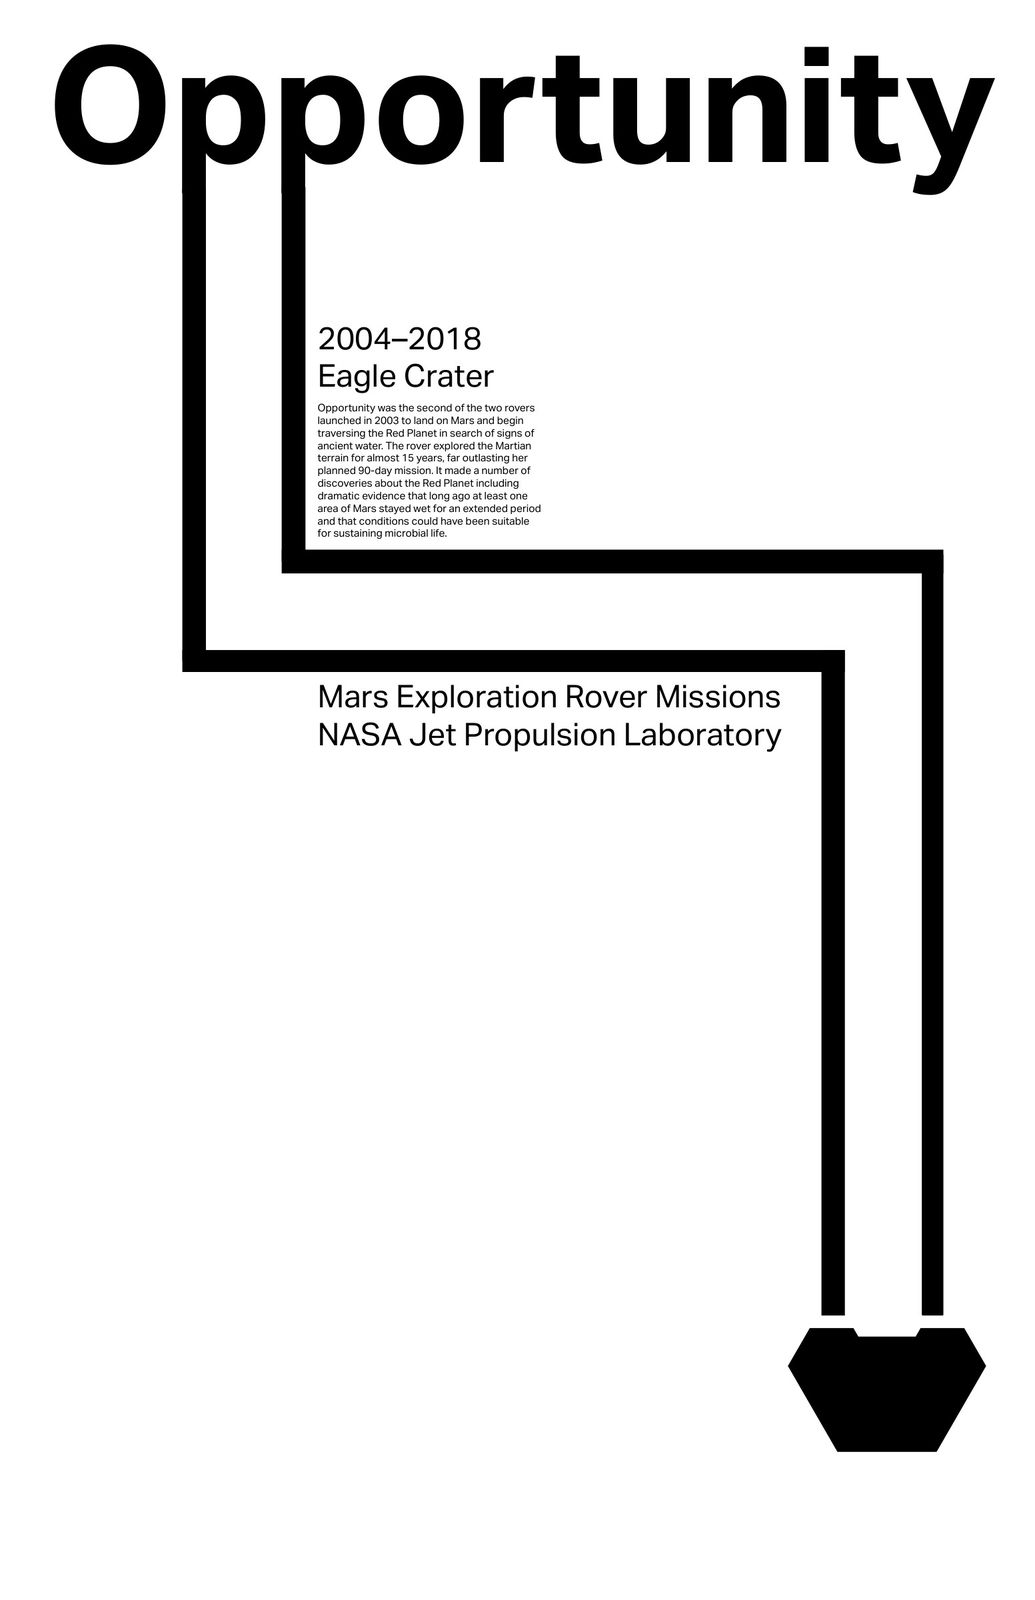 Opportunity
2004–2018
Eagle Crater
Opportunity was the second of the two rovers
launched in 2003 to land on Mars and begin
traversing the Red Planet in search of signs of
ancient water. The rover explored the Martian
terrain for almost 15 years, far outlasting her
planned 90-day mission. It made a number of
discoveries about the Red Planet including
dramatic evidence that long ago at least one
area of Mars stayed wet for an extended period
and that conditions could have been suitable
for sustaining microbial life.
Mars Exploration Rover Missions
NASA Jet Propulsion Laboratory